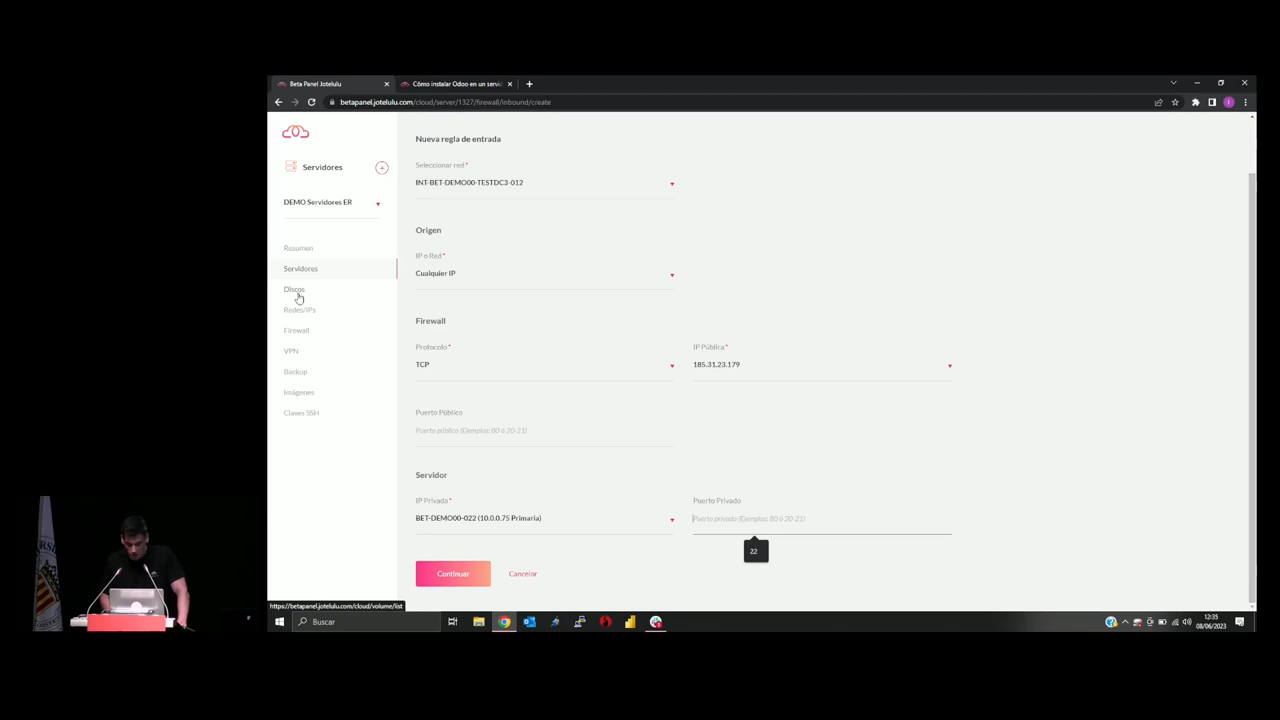 Beta Panel Jotelulu
Cómo instalar Odoo en un servi
betapanel.jotelulu.com/cloud/server/1327/firewall/inbound/create
Servidores
DEMO Servidores ER
Resumen
Servidores
Discos
Redes/IPs
Firewall
VPN
Backup
Imágenes
Claves SSH
Nueva regla de entrada
Seleccionar red*
INT-BET-DEMO00-TESTDC3-012
Origen
IP o Red*
Cualquier IP
Firewall
Protocolo*
IP Pública*
TCP
185.31.23.179
Puerto Público
Puerto público (Ejemplos: 80 ó 20-21)
Servidor
IP Privada*
Puerto Privado
BET-DEMO00-022 (10.0.0.75 Primaria)
Puerto privado (Ejemplos: 80 ó 20-21)
22
Continuar
Cancelar
https://betapanel.jotelulu.com/cloud/volume/list
Buscar
12:35
08/06/2023